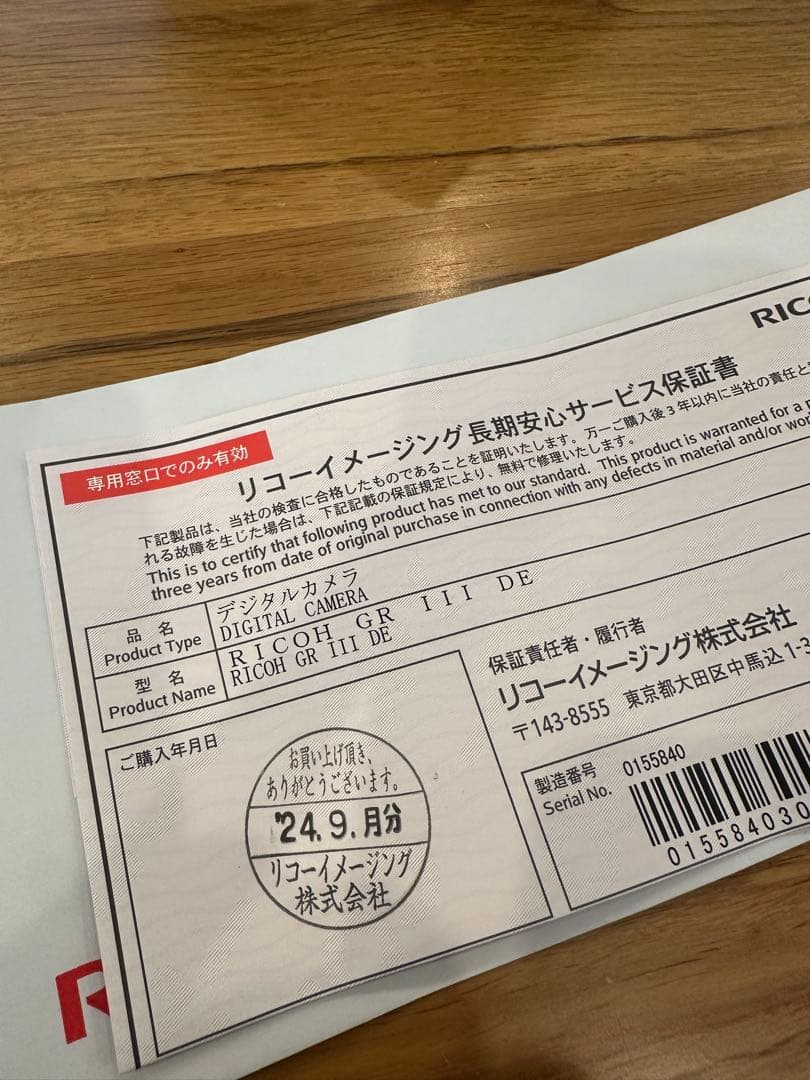 RIC
専用窓口でのみ有効
リコーイメージング 長期安心サービス保証書
下記製品は、当社の検査に合格したものであることを証明いたします。万一ご購入後3年以内に当社の責任と
れる故障を生じた場合は、下記記載の保証規定により、無料で修理いたします。
This is to certify that following product has met to our standard. This product is warranted for a
three years from date of original purchase in connection with any defects in material and/or wo
品 名 デジタルカメラ
Product Type DIGITAL CAMERA
型 名 ＲＩＣＯＨ ＧＲ ＩＩＩ ＤＥ
Product Name RICOH GR III DE
ご購入年月日
お買い上げ頂き、
ありがとうございます。
'24.9.月分
リコーイメージング
株式会社
保証責任者・履行者
リコーイメージング株式会社
〒143-8555 東京都大田区中馬込 1-3
製造番号 0155840
Serial No.
015584030
R